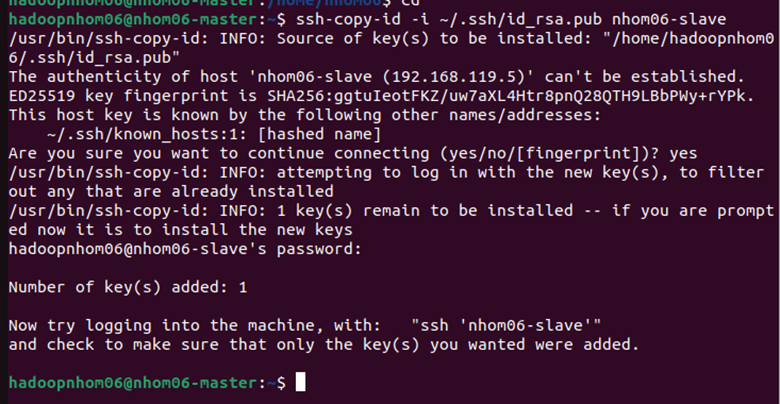 hadoopnhom06@nhom06-master:/home/nhom06$ cd
hadoopnhom06@nhom06-master:~$ ssh-copy-id -i ~/.ssh/id_rsa.pub nhom06-slave
/usr/bin/ssh-copy-id: INFO: Source of key(s) to be installed: "/home/hadoopnhom0
6/.ssh/id_rsa.pub"
The authenticity of host 'nhom06-slave (192.168.119.5)' can't be established.
ED25519 key fingerprint is SHA256:ggtuIeotFKZ/uw7aXL4Htr8pnQ28QTH9LBbPWy+rYPk.
This host key is known by the following other names/addresses:
    ~/.ssh/known_hosts:1: [hashed name]
Are you sure you want to continue connecting (yes/no/[fingerprint])? yes
/usr/bin/ssh-copy-id: INFO: attempting to log in with the new key(s), to filter
out any that are already installed
/usr/bin/ssh-copy-id: INFO: 1 key(s) remain to be installed -- if you are prompt
ed now it is to install the new keys
hadoopnhom06@nhom06-slave's password:
Number of key(s) added: 1
Now try logging into the machine, with:   "ssh 'nhom06-slave'"
and check to make sure that only the key(s) you wanted were added.
hadoopnhom06@nhom06-master:~$